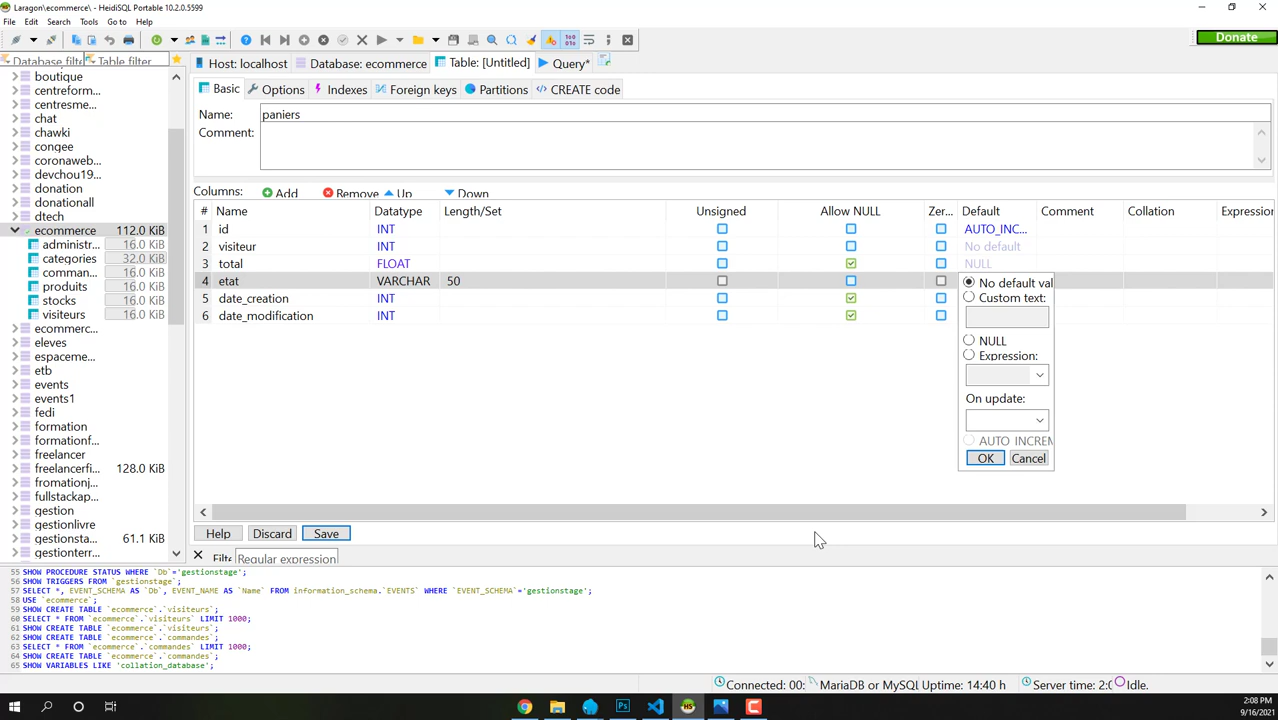 Laragon\ecommerce\ - HeidiSQL Portable 10.2.0.5599
File Edit Search Tools Go to Help
Donate
Database filte Table filter
Host: localhost Database: ecommerce Table: [Untitled] Query*
boutique
centreform...
centresme...
chat
chawki
congee
coronaweb...
devchou19...
donation
donationall
dtech
ecommerce 112.0 KiB
administr... 16.0 KiB
categories 32.0 KiB
comman... 16.0 KiB
produits 16.0 KiB
stocks 16.0 KiB
visiteurs 16.0 KiB
ecommerc...
eleves
espaceme...
etb
events
events1
fedi
formation
formationf...
freelancer
freelancerfi... 128.0 KiB
fromationj...
fullstackap...
gestion
gestionlivre
gestionsta... 61.1 KiB
gestionterr...
Basic Options Indexes Foreign keys Partitions CREATE code
Name: paniers
Comment:
Columns: Add Remove Up Down
# Name Datatype Length/Set Unsigned Allow NULL Zer... Default Comment Collation Expression
1 id INT AUTO_INC...
2 visiteur INT No default
3 total FLOAT NULL
4 etat VARCHAR 50
5 date_creation INT
6 date_modification INT
No default val
Custom text:
NULL
Expression:
On update:
AUTO INCREM
OK Cancel
Help Discard Save
Filte Regular expression
55 SHOW PROCEDURE STATUS WHERE `Db`='gestionstage';
56 SHOW TRIGGERS FROM `gestionstage`;
57 SELECT *, EVENT_SCHEMA AS `Db`, EVENT_NAME AS `Name` FROM information_schema.`EVENTS` WHERE `EVENT_SCHEMA`='gestionstage';
58 USE `ecommerce`;
59 SHOW CREATE TABLE `ecommerce`.`visiteurs`;
60 SELECT * FROM `ecommerce`.`visiteurs` LIMIT 1000;
61 SHOW CREATE TABLE `ecommerce`.`visiteurs`;
62 SHOW CREATE TABLE `ecommerce`.`commandes`;
63 SELECT * FROM `ecommerce`.`commandes` LIMIT 1000;
64 SHOW CREATE TABLE `ecommerce`.`commandes`;
65 SHOW VARIABLES LIKE 'collation_database';
Connected: 00: MariaDB or MySQL Uptime: 14:40 h Server time: 2:0 Idle.
2:08 PM
9/16/2021